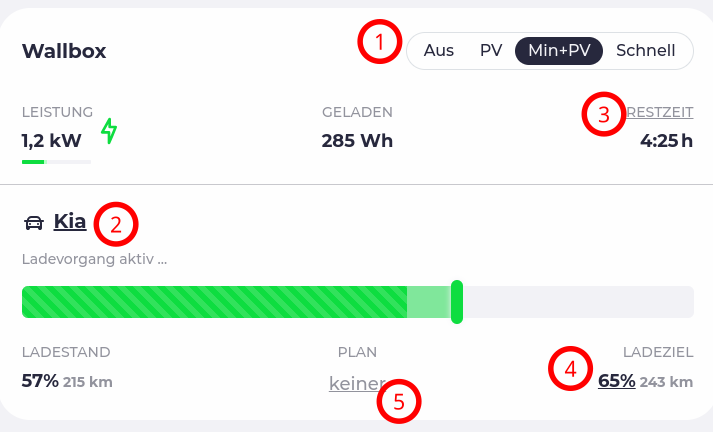 Wallbox 1 Aus PV Min+PV Schnell
LEISTUNG GELADEN 3 RESTZEIT
1,2 kW 285 Wh 4:25 h
Kia 2
Ladevorgang aktiv ...
LADESTAND PLAN LADEZIEL
57% 215 km keiner 4 65% 243 km
5